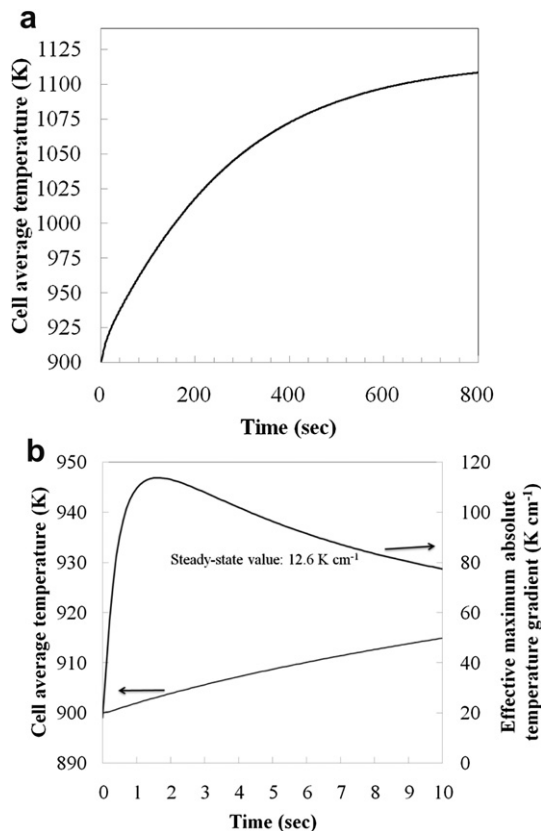 a
Cell average temperature (K)
1125
1100
1075
1050
1025
1000
975
950
925
900
0 200 400 600 800
Time (sec)
b
Cell average temperature (K)
950
940
930
920
910
900
890
Steady-state value: 12.6 K cm⁻¹
120
100
80
60
40
20
0
Effective maximum absolute
temperature gradient (K cm⁻¹)
0 1 2 3 4 5 6 7 8 9 10
Time (sec)